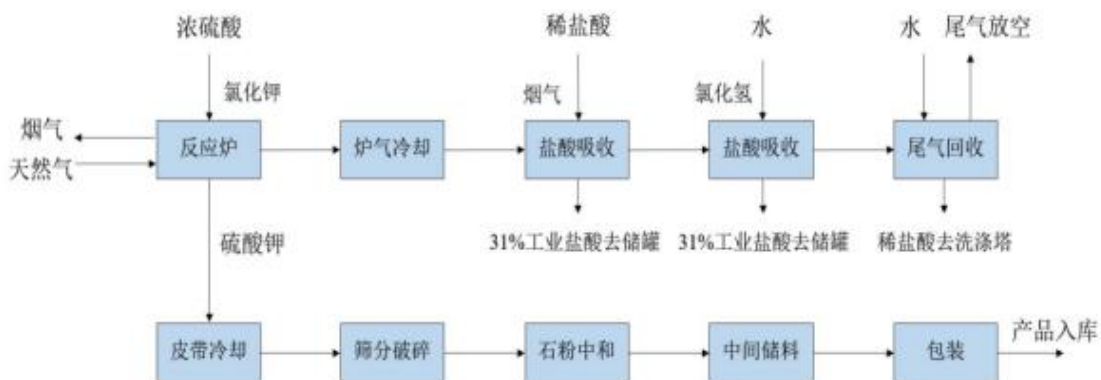 浓硫酸
稀盐酸
水
水
尾气放空
氯化钾
烟气
氯化氢
烟气
天然气
反应炉
炉气冷却
盐酸吸收
盐酸吸收
尾气回收
硫酸钾
31%工业盐酸去储罐
31%工业盐酸去储罐
稀盐酸去洗涤塔
皮带冷却
筛分破碎
石粉中和
中间储料
包装
产品入库